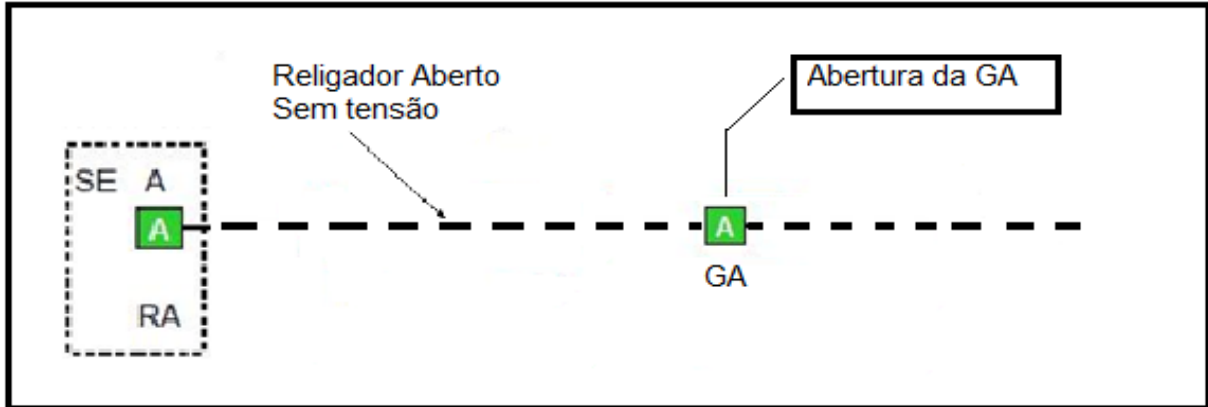 Religador Aberto
Sem tensão
Abertura da GA
SE A
A
A
GA
RA